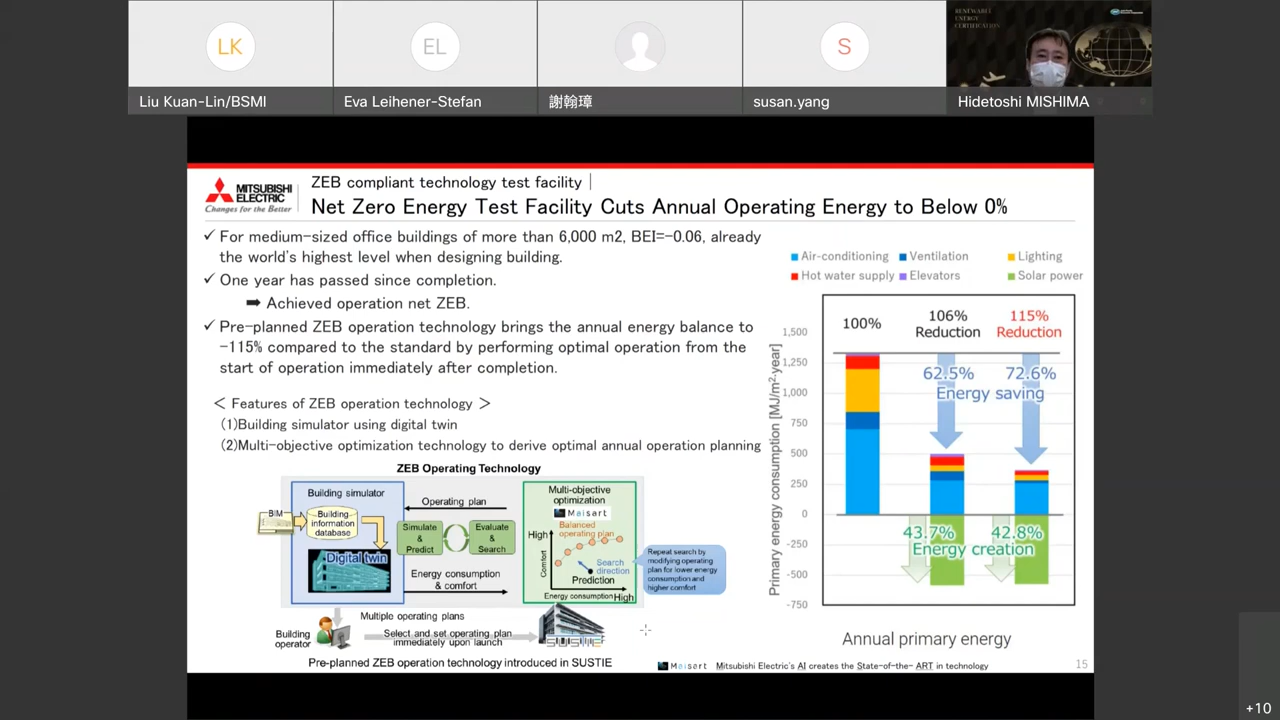 LK
EL
S
RENEWABLE
ENERGY
CERTIFICATION
Liu Kuan-Lin/BSMI
Eva Leihener-Stefan
謝翰璋
susan.yang
Hidetoshi MISHIMA
MITSUBISHI
ELECTRIC
Changes for the Better
ZEB compliant technology test facility
Net Zero Energy Test Facility Cuts Annual Operating Energy to Below 0%
✓ For medium-sized office buildings of more than 6,000 m2, BEI=-0.06, already
the world's highest level when designing building.
✓ One year has passed since completion.
➡ Achieved operation net ZEB.
✓ Pre-planned ZEB operation technology brings the annual energy balance to
-115% compared to the standard by performing optimal operation from the
start of operation immediately after completion.
< Features of ZEB operation technology >
(1)Building simulator using digital twin
(2)Multi-objective optimization technology to derive optimal annual operation planning
ZEB Operating Technology
Building simulator
BIM
Building
information
database
Digital twin
Operating plan
Simulate
&
Predict
Evaluate
&
Search
Energy consumption
& comfort
Multi-objective
optimization
Maisart
High
Balanced
operating plan
Comfort
Search
direction
Prediction
Energy consumption High
Repeat search by
modifying operating
plan for lower energy
consumption and
higher comfort
Multiple operating plans
Building
operator
Select and set operating plan
immediately upon launch
SUSTIE
Pre-planned ZEB operation technology introduced in SUSTIE
Air-conditioning Ventilation Lighting
Hot water supply Elevators Solar power
100%
106%
Reduction
115%
Reduction
62.5% 72.6%
Energy saving
43.7% 42.8%
Energy creation
Primary energy consumption [MJ/m²·year]
1,500
1,250
1,000
750
500
250
0
-250
-500
-750
Annual primary energy
Maisart Mitsubishi Electric's AI creates the State-of-the- ART in technology
15
+10